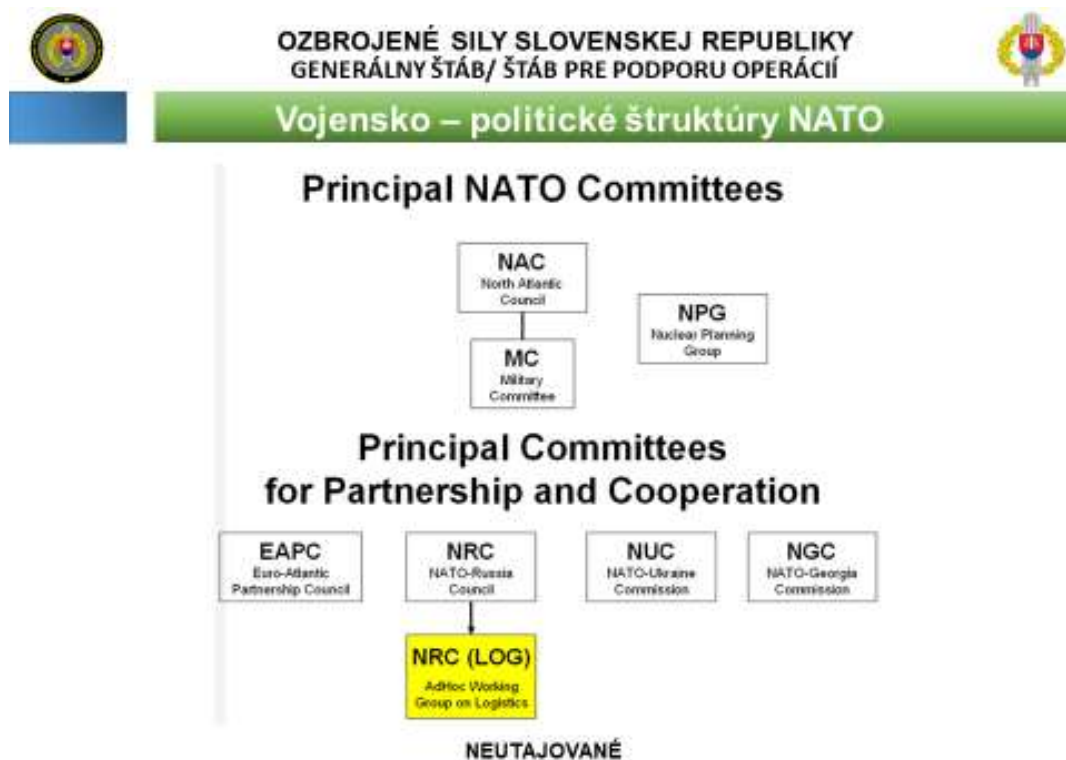 OZBROJENÉ SILY SLOVENSKEJ REPUBLIKY
GENERÁLNY ŠTÁB/ ŠTÁB PRE PODPORU OPERÁCIÍ
Vojensko – politické štruktúry NATO
Principal NATO Committees
NAC
North Atlantic
Council
NPG
Nuclear Planning
Group
MC
Military
Committee
Principal Committees
for Partnership and Cooperation
EAPC
Euro-Atlantic
Partnership Council
NRC
NATO-Russia
Council
NUC
NATO-Ukraine
Commission
NGC
NATO-Georgia
Commission
NRC (LOG)
AdHoc Working
Group on Logistics
NEUTAJOVANÉ